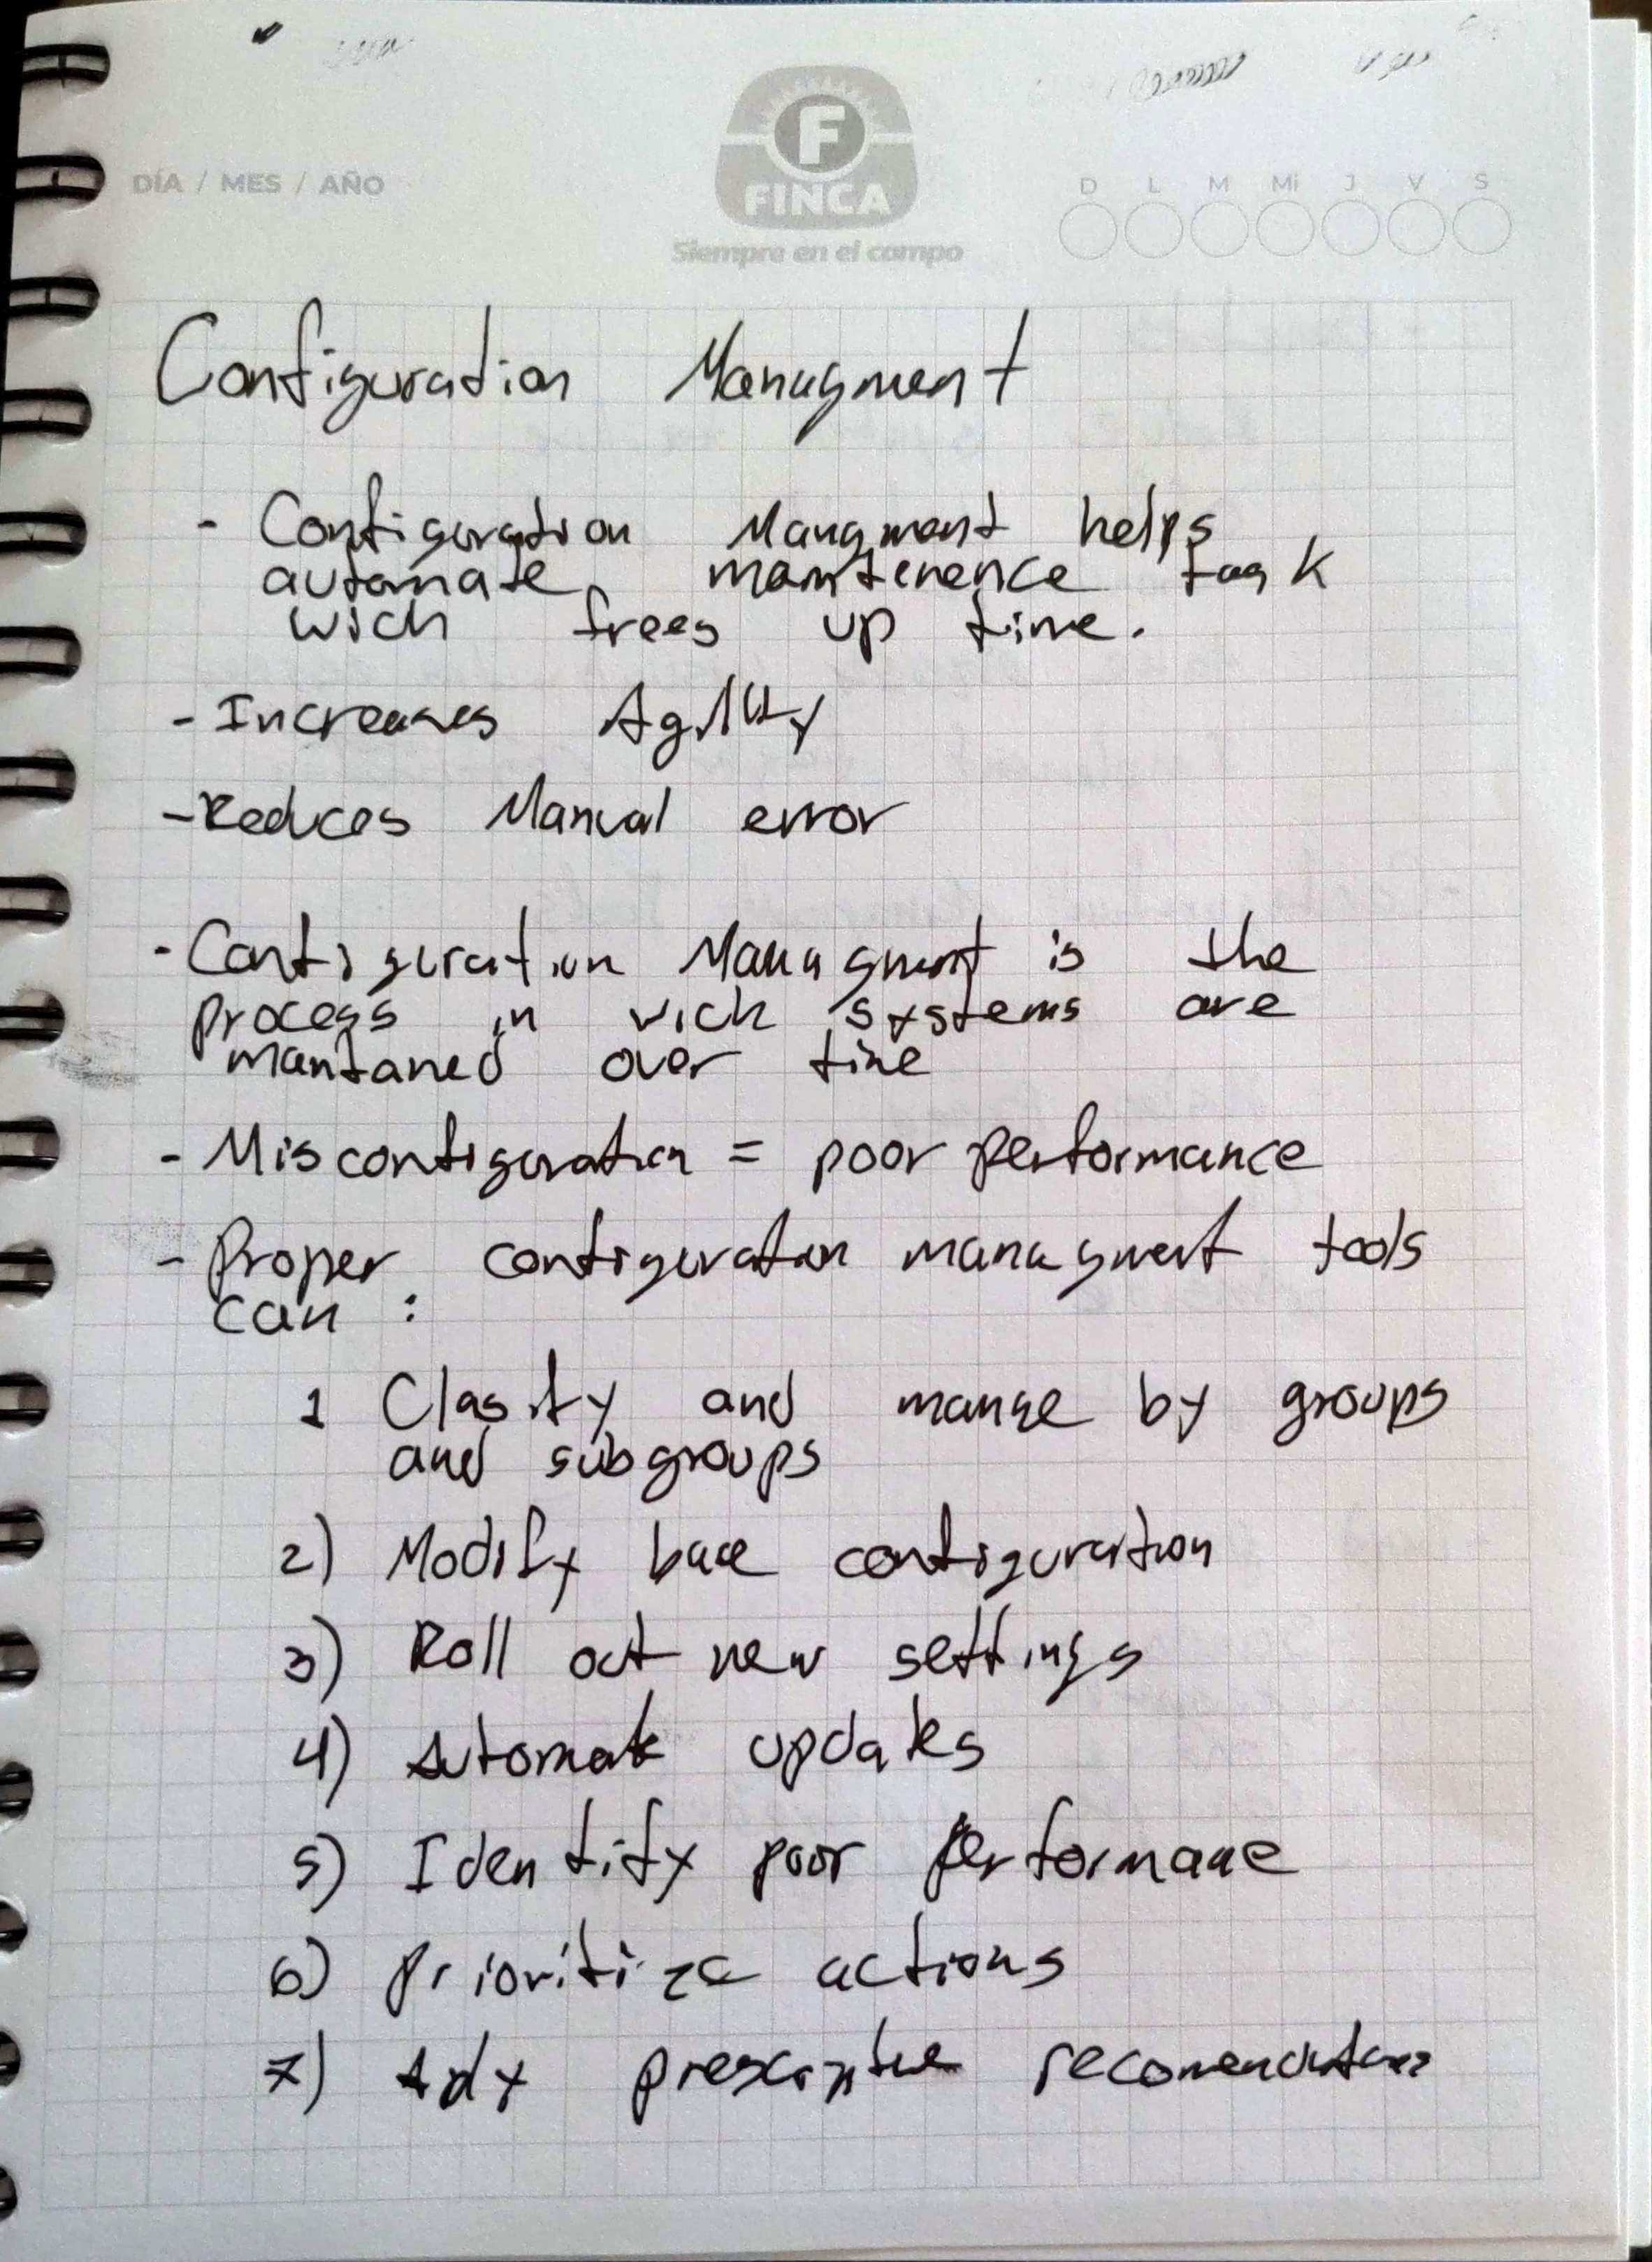 DÍA / MES / AÑO
F
FINCA
Siempre en el campo
D L M Mi J V S
Configuration Managment
- Configuration Mangment helps
automate maintenence task
wich frees up time.
- Increases Agility
- Reduces Manual error
- Configuration Managment is the
process in wich systems are
mantaned over time
- Misconfiguration = poor performance
- Proper configuration managment tools
can :
1 Clasify and mange by groups
and subgroups
2) Modify base configuration
3) Roll out new settings
4) Automate updates
5) Identify poor performance
6) Prioritize actions
7) prescriptive recomendations